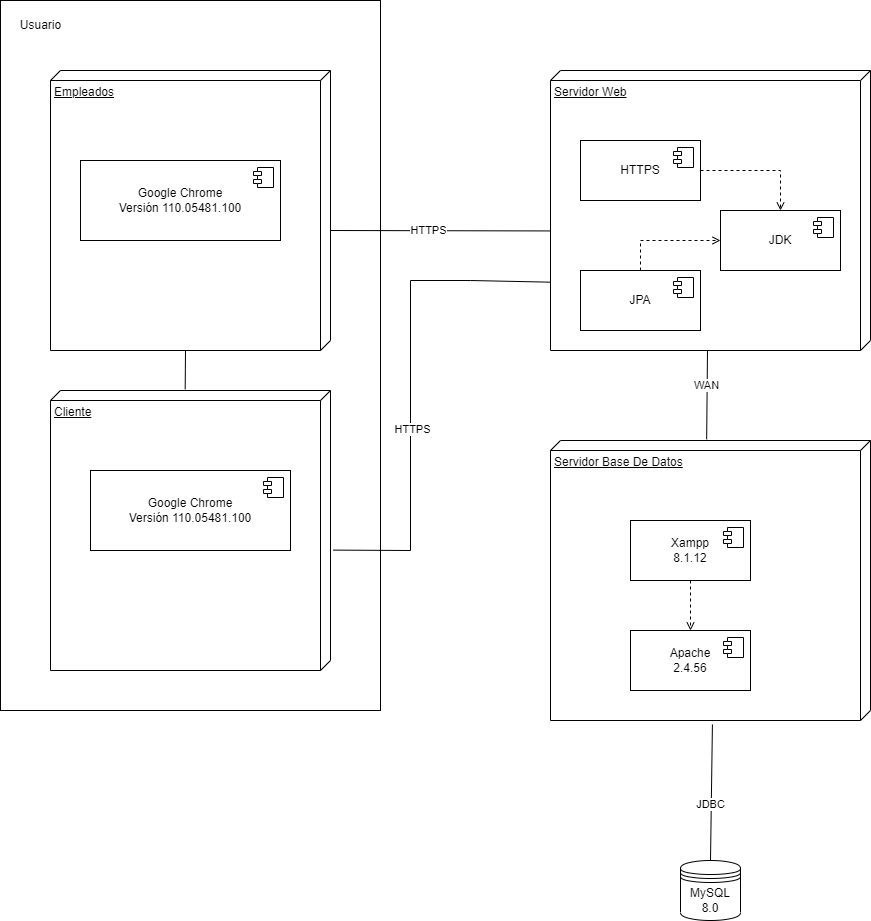 Usuario
Empleados
Google Chrome
Versión 110.05481.100
HTTPS
Servidor Web
HTTPS
JDK
JPA
Cliente
Google Chrome
Versión 110.05481.100
HTTPS
WAN
Servidor Base De Datos
Xampp
8.1.12
Apache
2.4.56
JDBC
MySQL
8.0